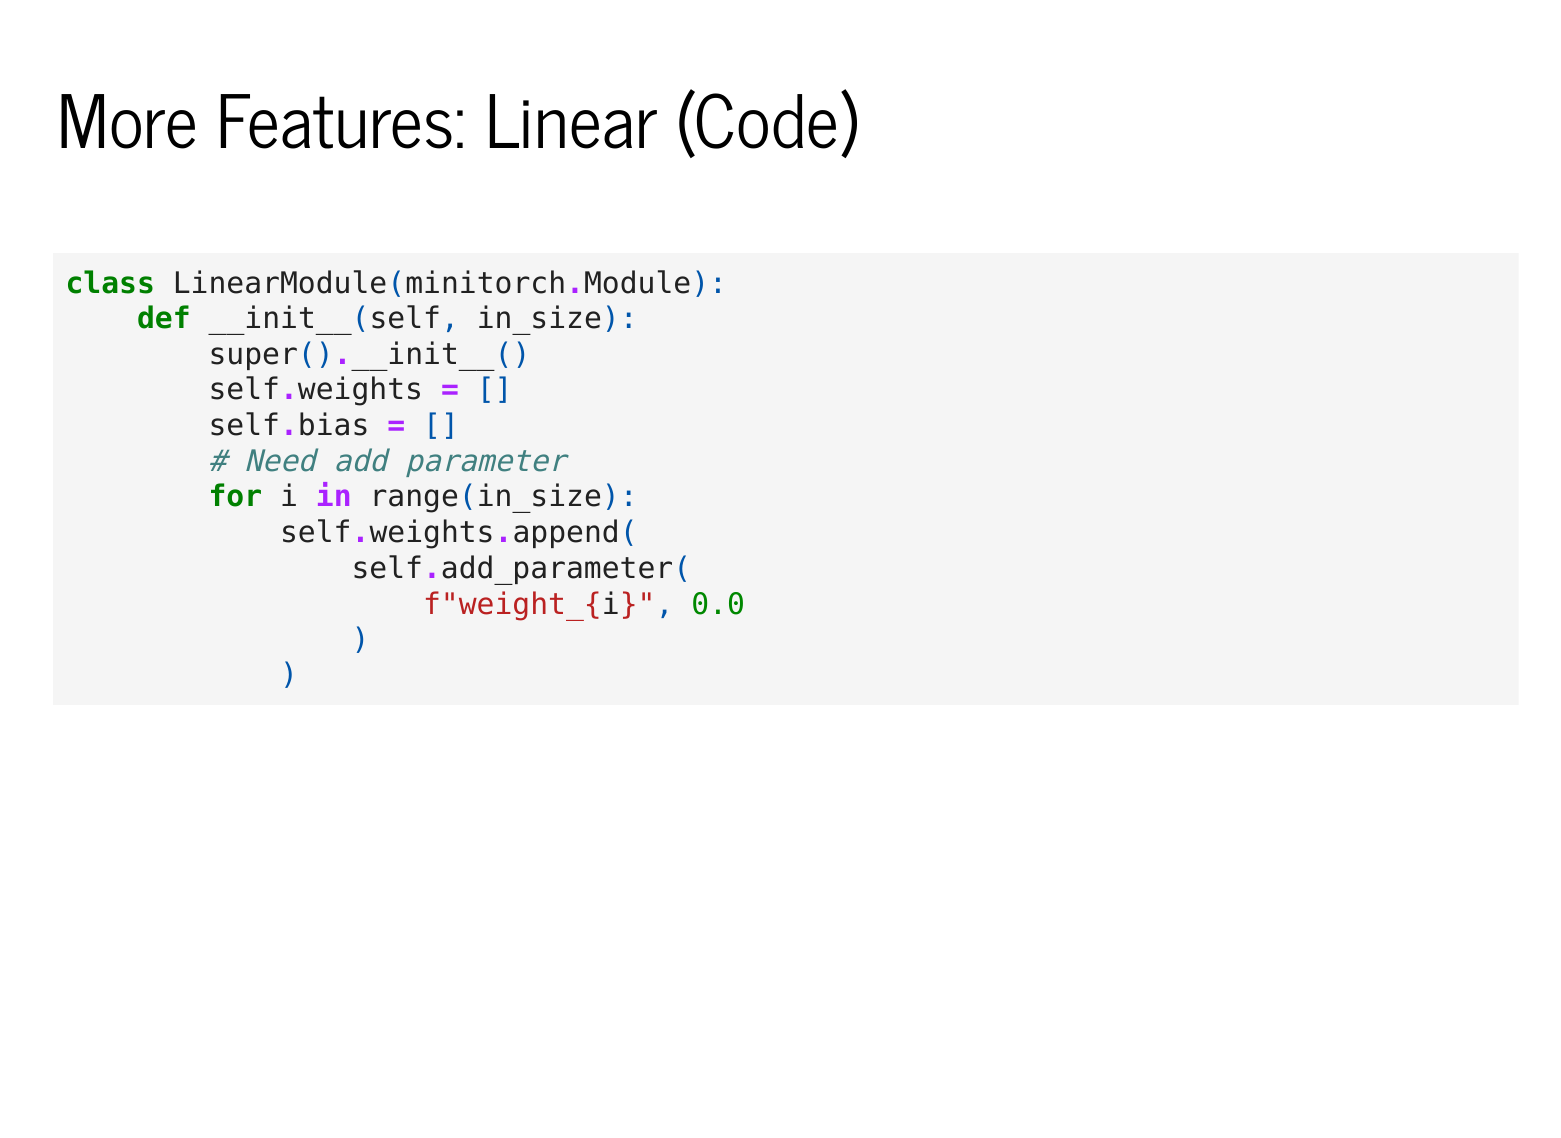 More Features: Linear (Code)
class LinearModule(minitorch.Module):
    def __init__(self, in_size):
        super().__init__()
        self.weights = []
        self.bias = []
        # Need add parameter
        for i in range(in_size):
            self.weights.append(
                self.add_parameter(
                    f"weight_{i}", 0.0
                )
            )